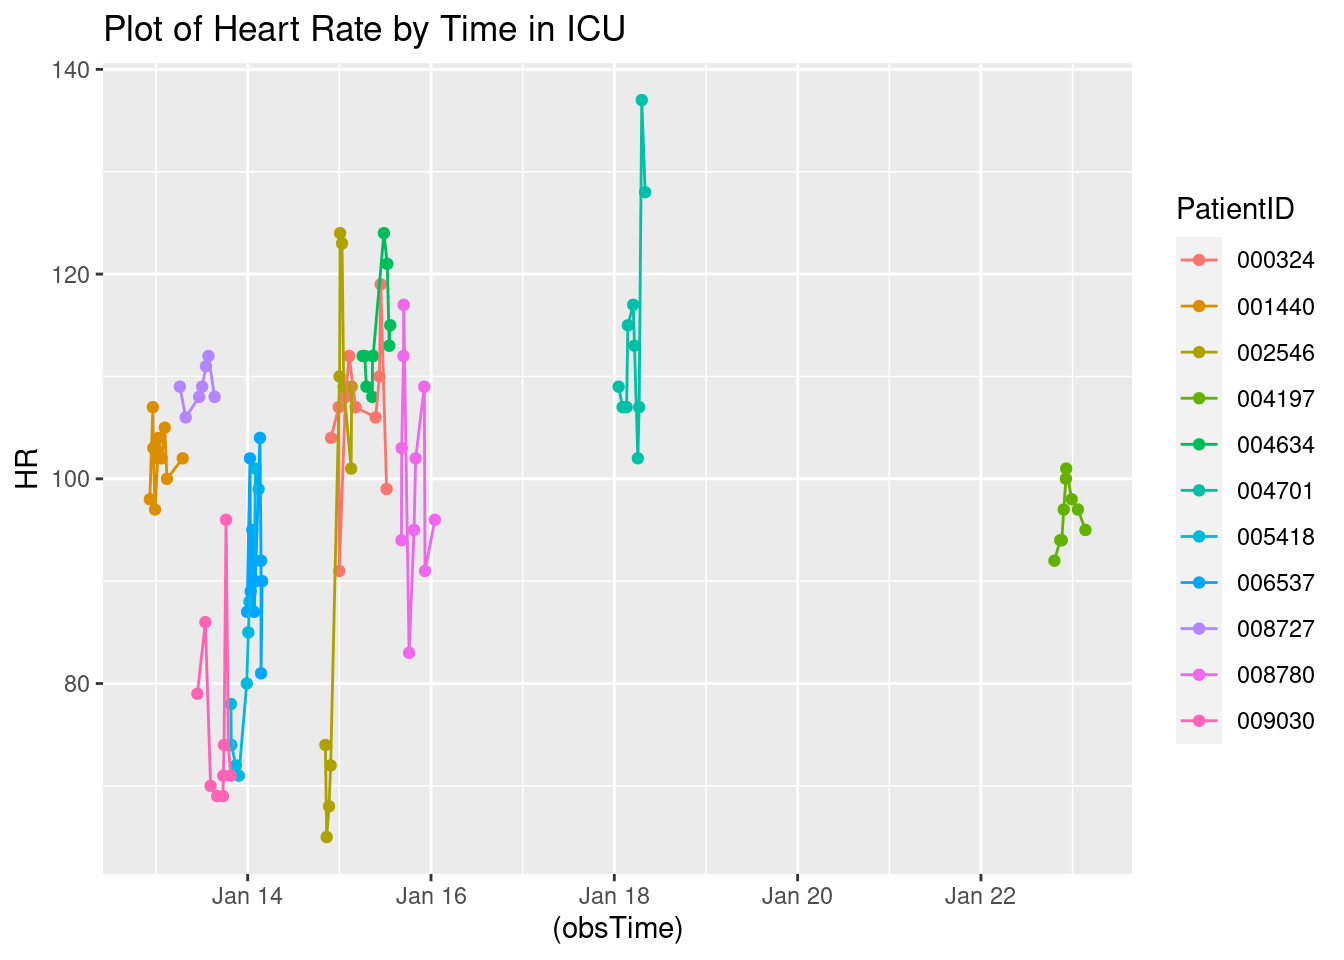 Plot of Heart Rate by Time in ICU
140
120
100
80
HR
Jan 14
Jan 16
Jan 18
Jan 20
Jan 22
(obsTime)
PatientID
000324
001440
002546
004197
004634
004701
005418
006537
008727
008780
009030